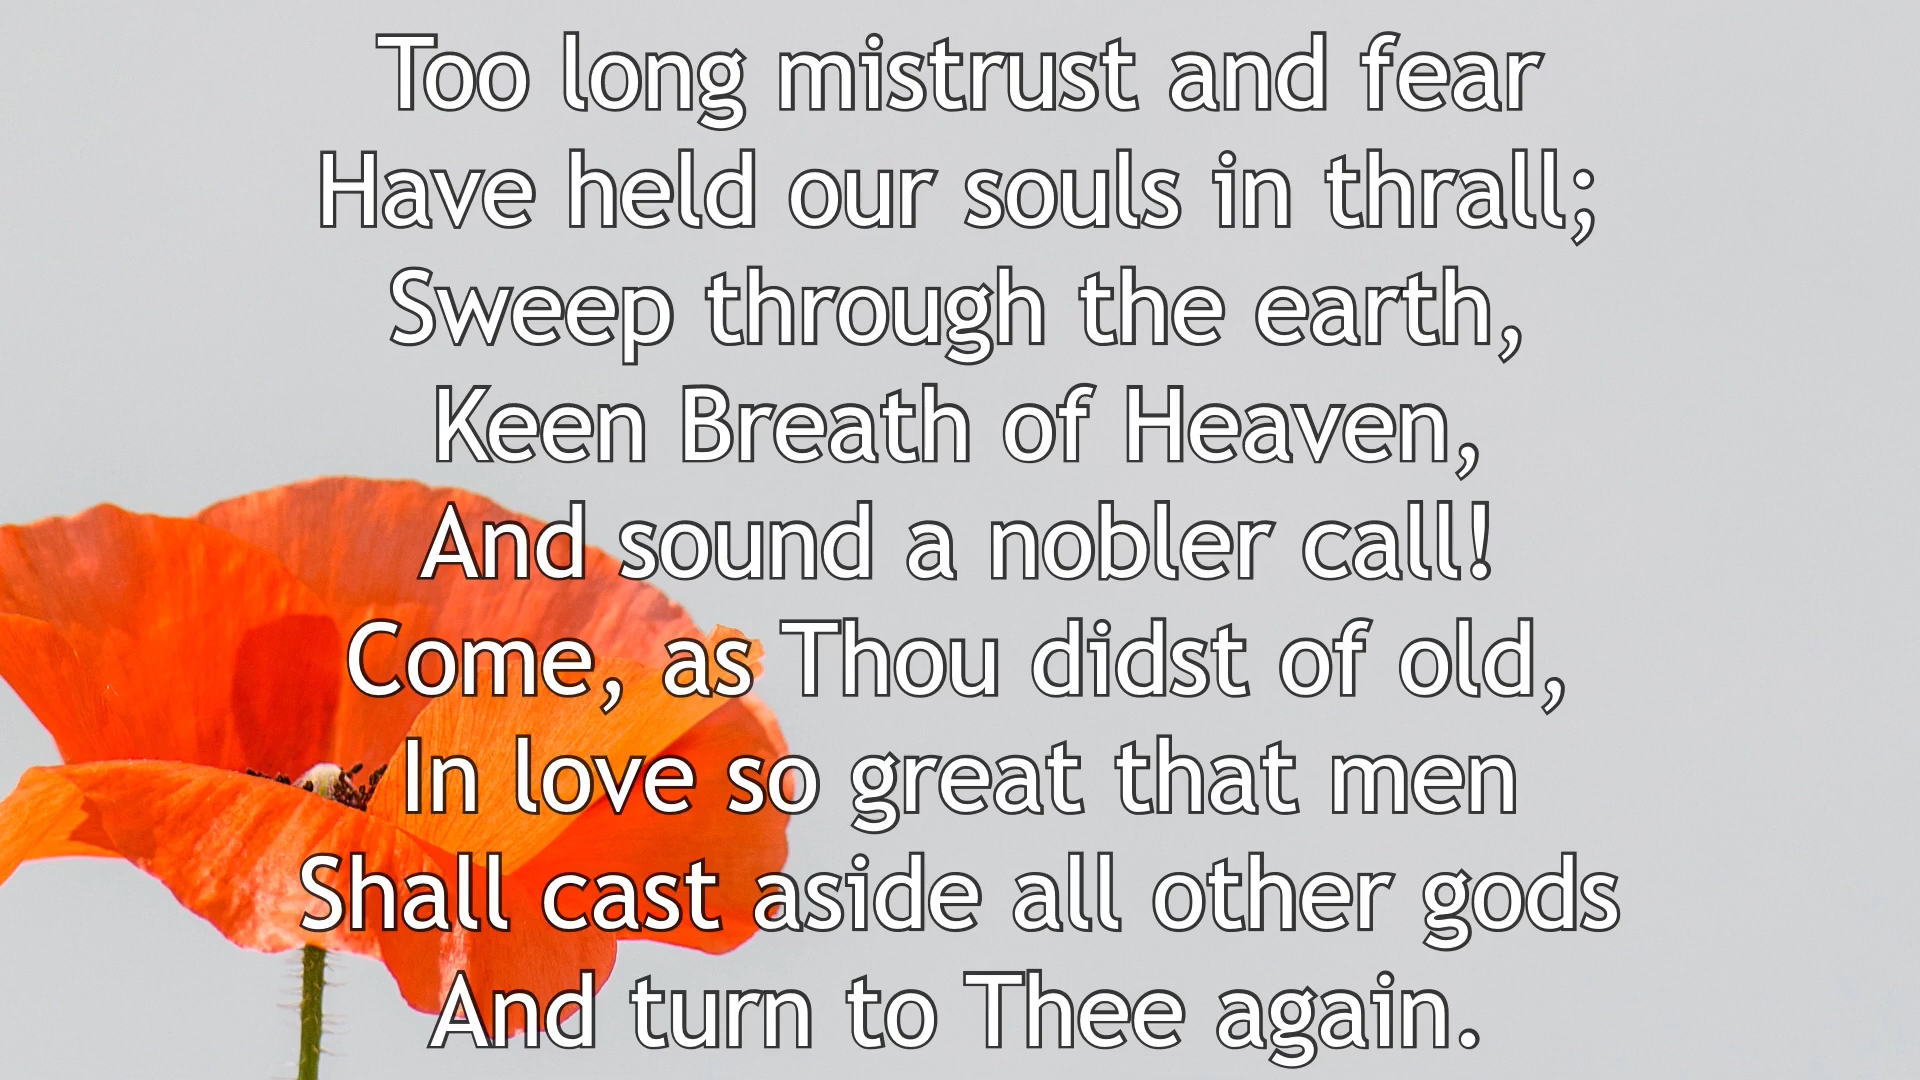 Too long mistrust and fear
Have held our souls in thrall;
Sweep through the earth,
Keen Breath of Heaven,
And sound a nobler call!
Come, as Thou didst of old,
In love so great that men
Shall cast aside all other gods
And turn to Thee again.